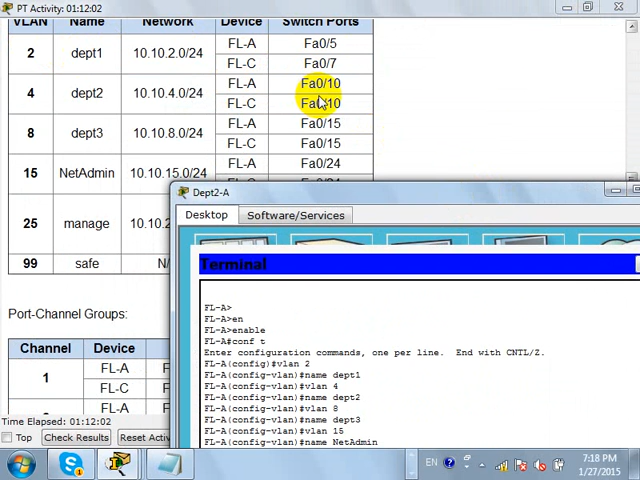 PT Activity: 01:12:02
VLAN Name Network Device Switch Ports
2 dept1 10.10.2.0/24 FL-A Fa0/5
FL-C Fa0/7
4 dept2 10.10.4.0/24 FL-A Fa0/10
FL-C Fa0/10
8 dept3 10.10.8.0/24 FL-A Fa0/15
FL-C Fa0/15
15 NetAdmin 10.10.15.0/24 FL-A Fa0/24
25 manage 10.10.2
99 safe N/
Port-Channel Groups:
Channel Device
1 FL-A
FL-C
FL-A
Time Elapsed: 01:12:02
Top Check Results Reset Activ
Dept2-A
Desktop Software/Services
Terminal
FL-A>
FL-A>en
FL-A>enable
FL-A#conf t
Enter configuration commands, one per line. End with CNTL/Z.
FL-A(config)#vlan 2
FL-A(config-vlan)#name dept1
FL-A(config-vlan)#vlan 4
FL-A(config-vlan)#name dept2
FL-A(config-vlan)#vlan 8
FL-A(config-vlan)#name dept3
FL-A(config-vlan)#vlan 15
FL-A(config-vlan)#name NetAdmin
EN 7:18 PM
1/27/2015